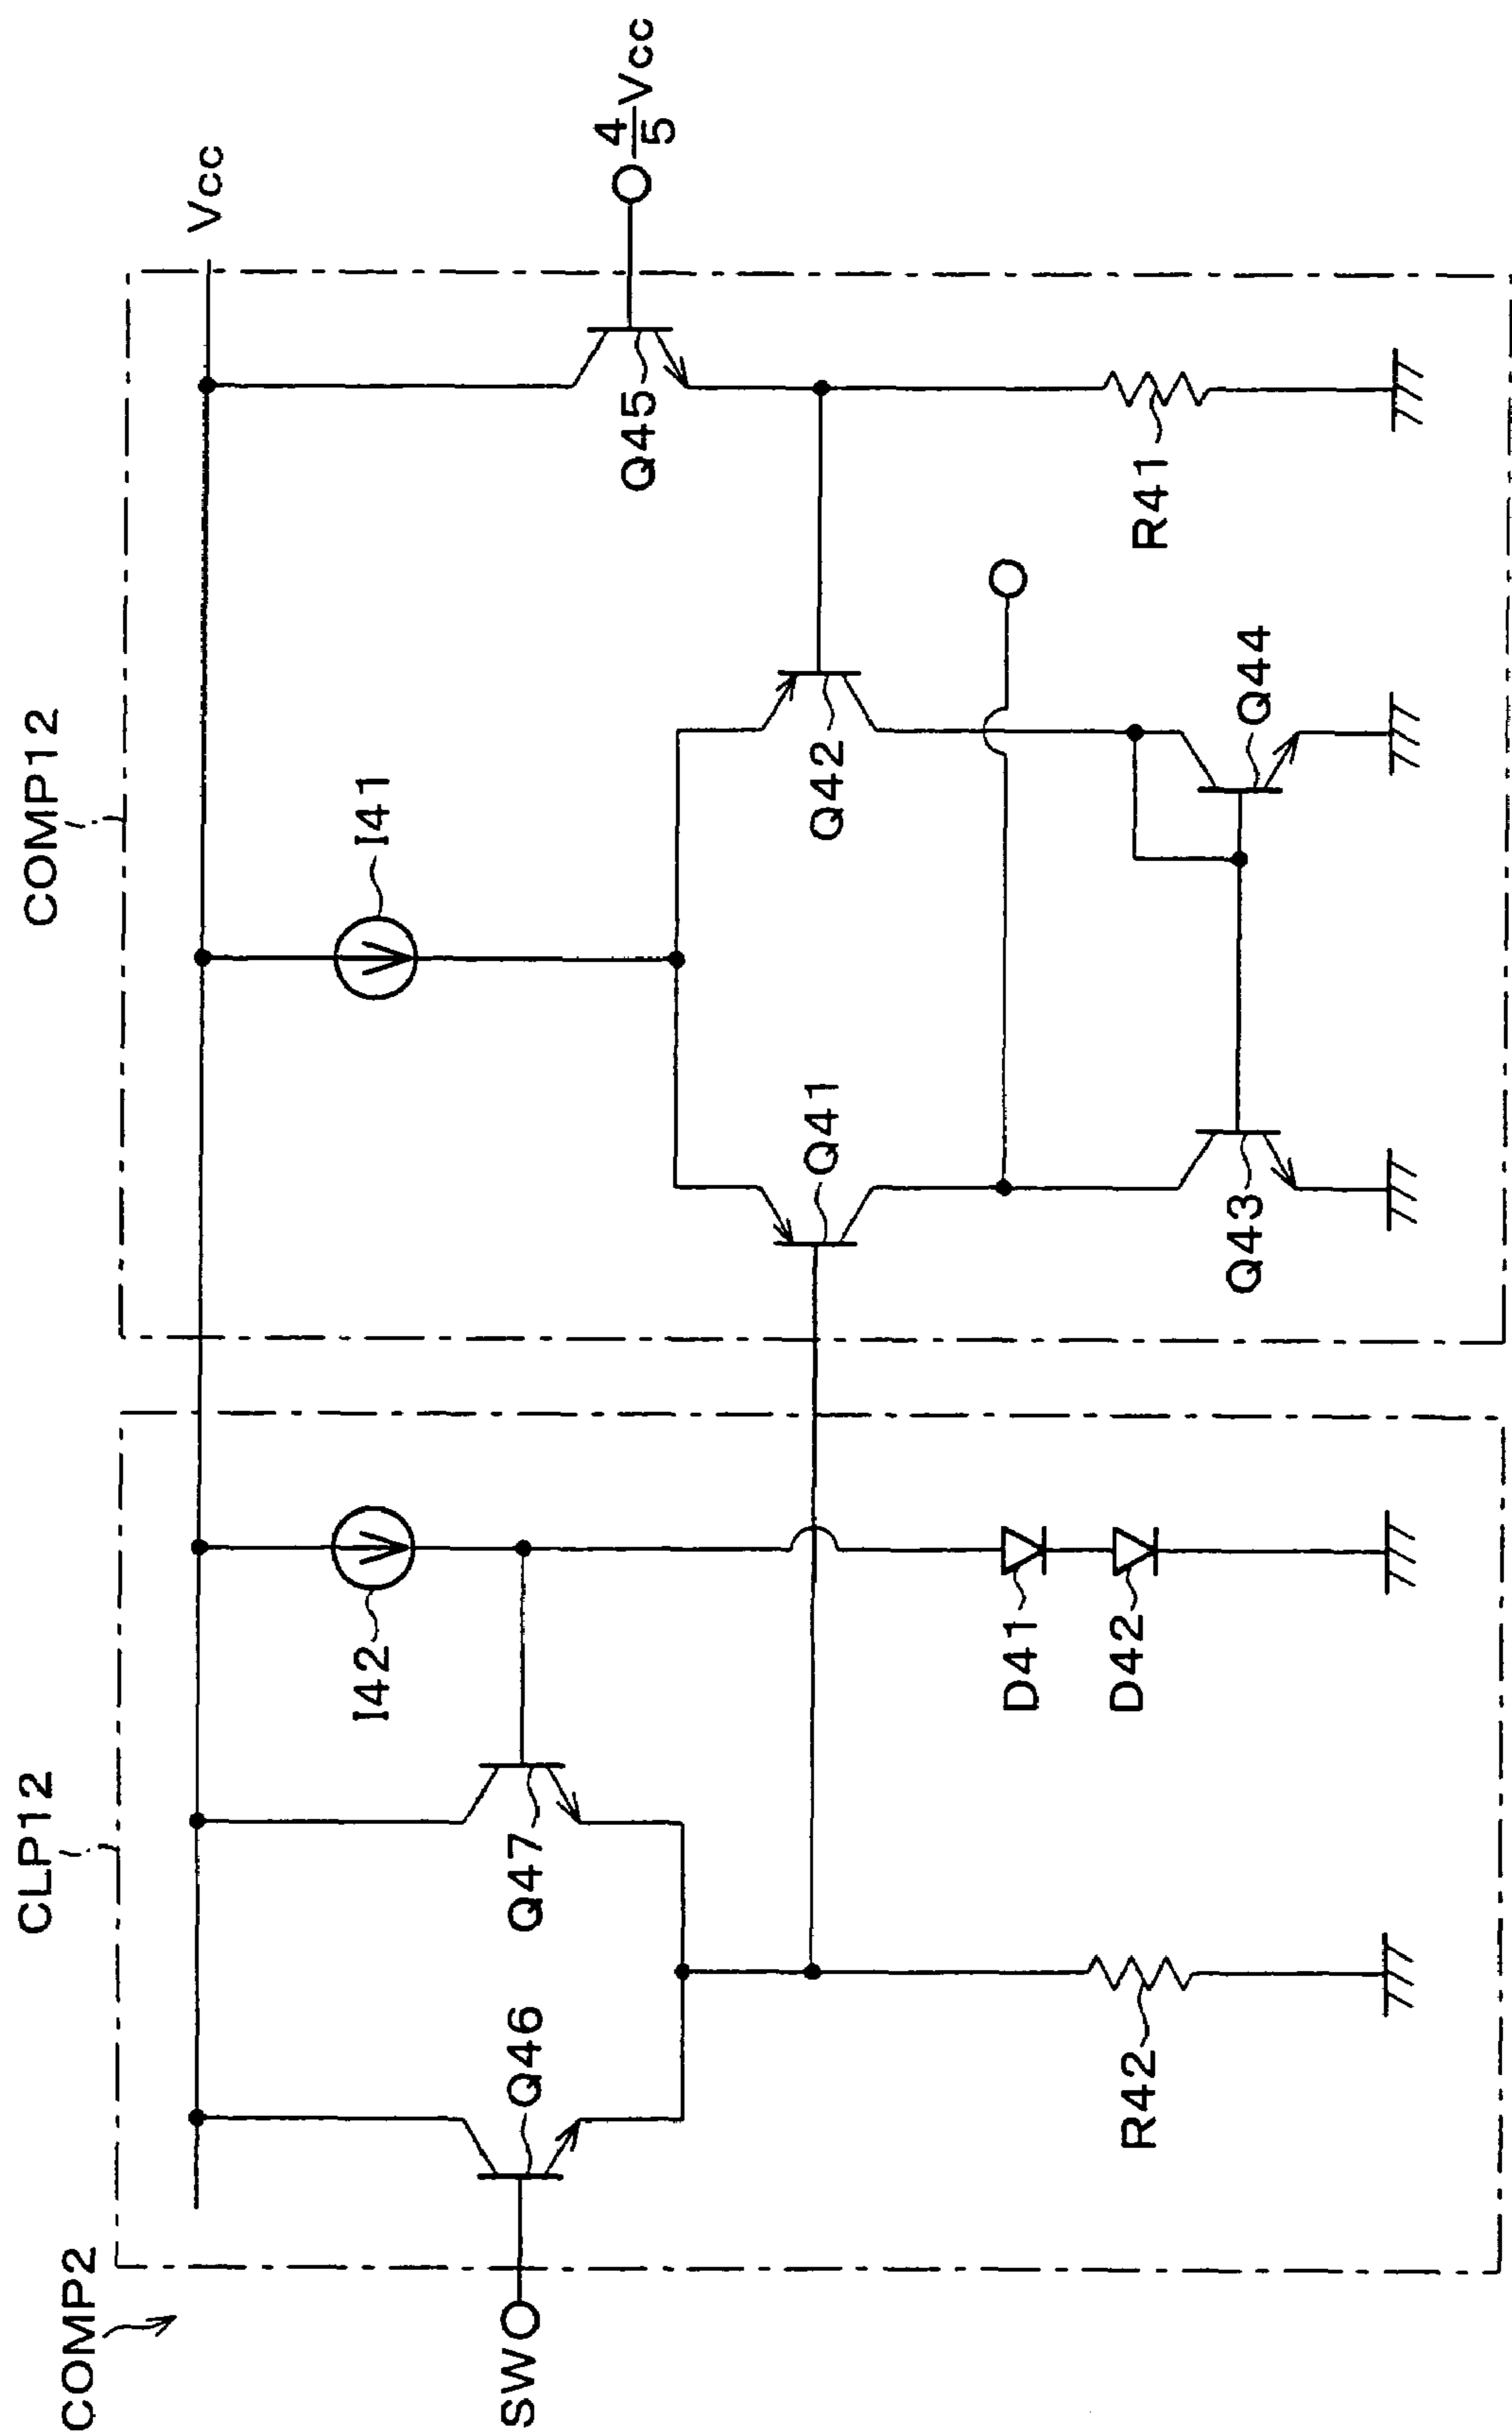 COMP2
CLP12
COMP12
Vcc
SW
Q46
Q47
I42
I41
Q45
4/5 Vcc
Q41
Q42
R42
D41
D42
Q43
Q44
R41